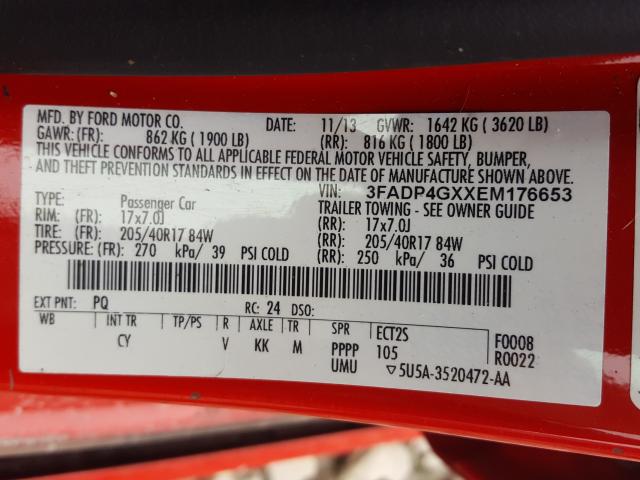 MFD. BY FORD MOTOR CO. DATE: 11/13 GVWR: 1642 KG ( 3620 LB)
GAWR: (FR): 862 KG ( 1900 LB) (RR): 816 KG ( 1800 LB)
THIS VEHICLE CONFORMS TO ALL APPLICABLE FEDERAL MOTOR VEHICLE SAFETY, BUMPER,
AND THEFT PREVENTION STANDARDS IN EFFECT ON THE DATE OF MANUFACTURE SHOWN ABOVE.
VIN: 3FADP4GXXEM176653
TYPE: Passenger Car TRAILER TOWING - SEE OWNER GUIDE
RIM: (FR): 17x7.0J (RR): 17x7.0J
TIRE: (FR): 205/40R17 84W (RR): 205/40R17 84W
PRESSURE: (FR): 270 kPa/ 39 PSI COLD (RR): 250 kPa/ 36 PSI COLD
EXT PNT: PQ RC: 24 DSO:
WB INT TR TP/PS R AXLE TR SPR ECT2S F0008
CY V KK M PPPP 105 R0022
UMU ▽5U5A-3520472-AA